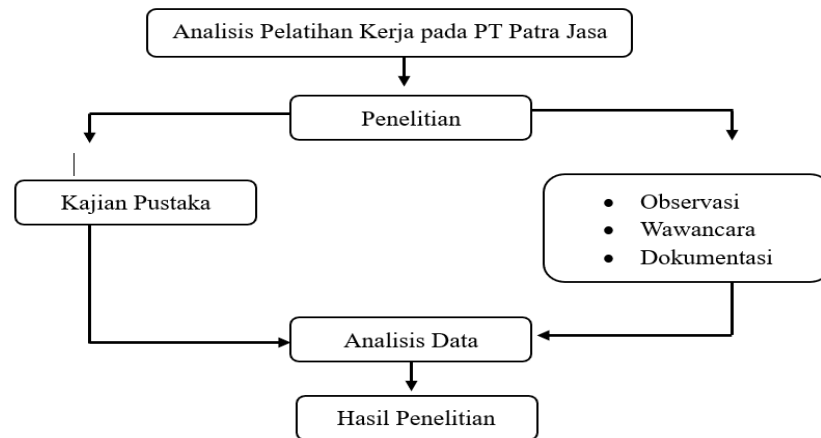 Analisis Pelatihan Kerja pada PT Patra Jasa
Penelitian
Kajian Pustaka
• Observasi
• Wawancara
• Dokumentasi
Analisis Data
Hasil Penelitian